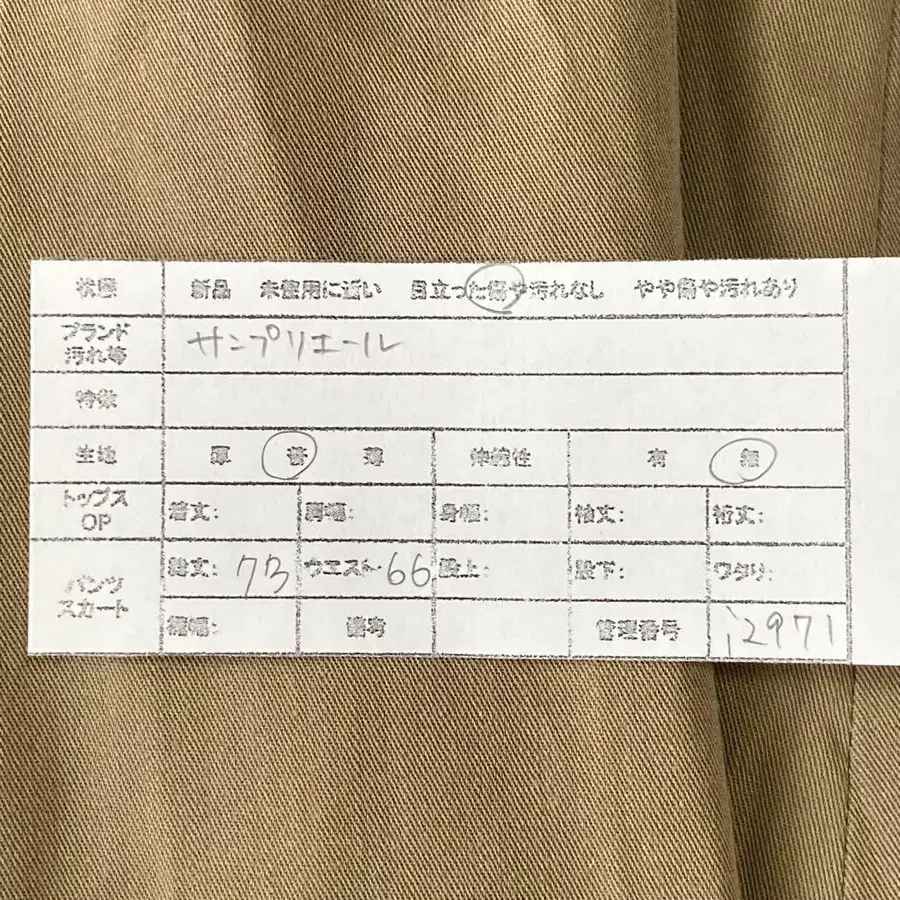 状態 新品 未使用に近い 目立った傷や汚れなし やや傷や汚れあり
ブランド
汚れ等 サンプリエール
特徴
生地 厚 普 薄 伸縮性 有 無
トップス
OP 着丈: 肩幅: 身幅: 袖丈: 裄丈:
パンツ
スカート 総丈: 73 ウエスト: 66 股上: 股下: ワタリ:
裾幅: 備考 管理番号 i2971